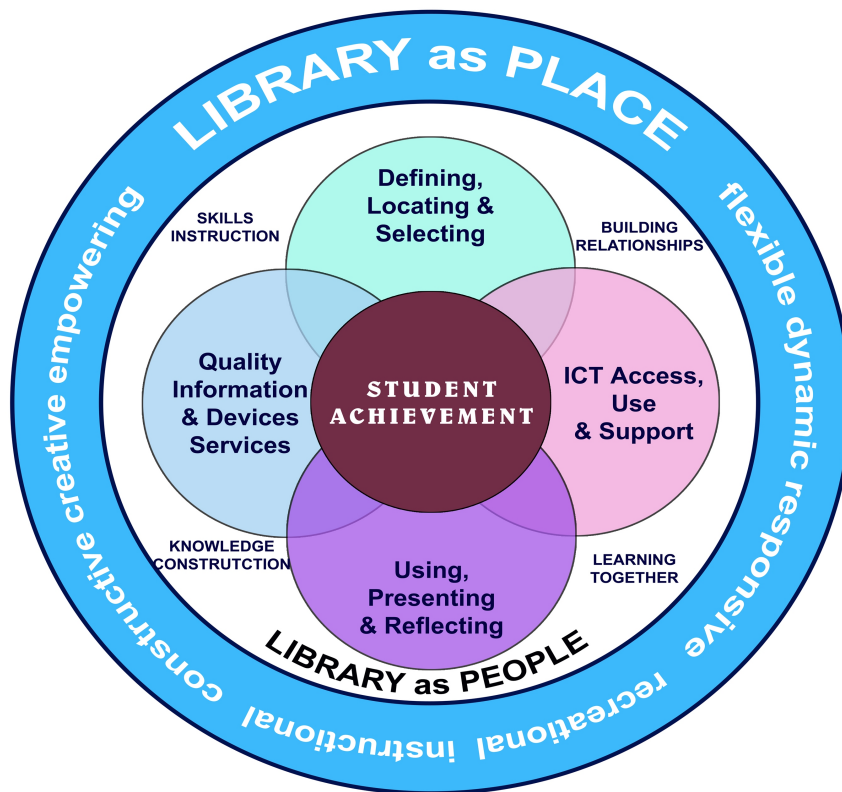 LIBRARY as PLACE
flexible dynamic responsive recreational instructional constructive creative empowering
SKILLS
INSTRUCTION
Defining,
Locating &
Selecting
BUILDING
RELATIONSHIPS
Quality
Information
& Devices
Services
STUDENT
ACHIEVEMENT
ICT Access,
Use
& Support
KNOWLEDGE
CONSTRUTCTION
Using,
Presenting
& Reflecting
LEARNING
TOGETHER
LIBRARY as PEOPLE